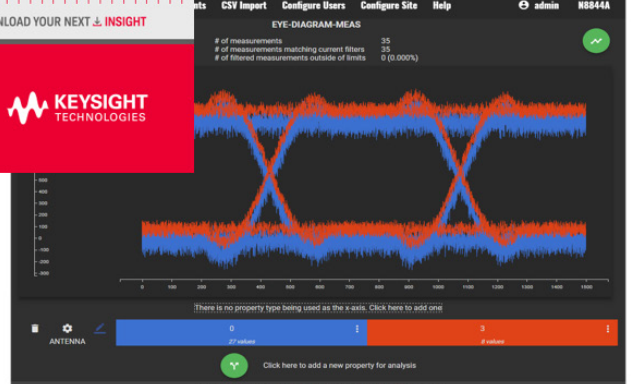 NLOAD YOUR NEXT INSIGHT
nts CSV Import Configure Users Configure Site Help admin N8844A
EYE-DIAGRAM-MEAS
# of measurements 35
# of measurements matching current filters 35
# of filtered measurements outside of limits 0 (0.000%)
KEYSIGHT
TECHNOLOGIES
500
400
300
200
100
0
-100
-200
-300
0 100 200 300 400 500 600 700 800 900 1000 1100 1200 1300 1400 1500
There is no property type being used as the x-axis. Click here to add one
ANTENNA
0 3
27 values 8 values
Click here to add a new property for analysis